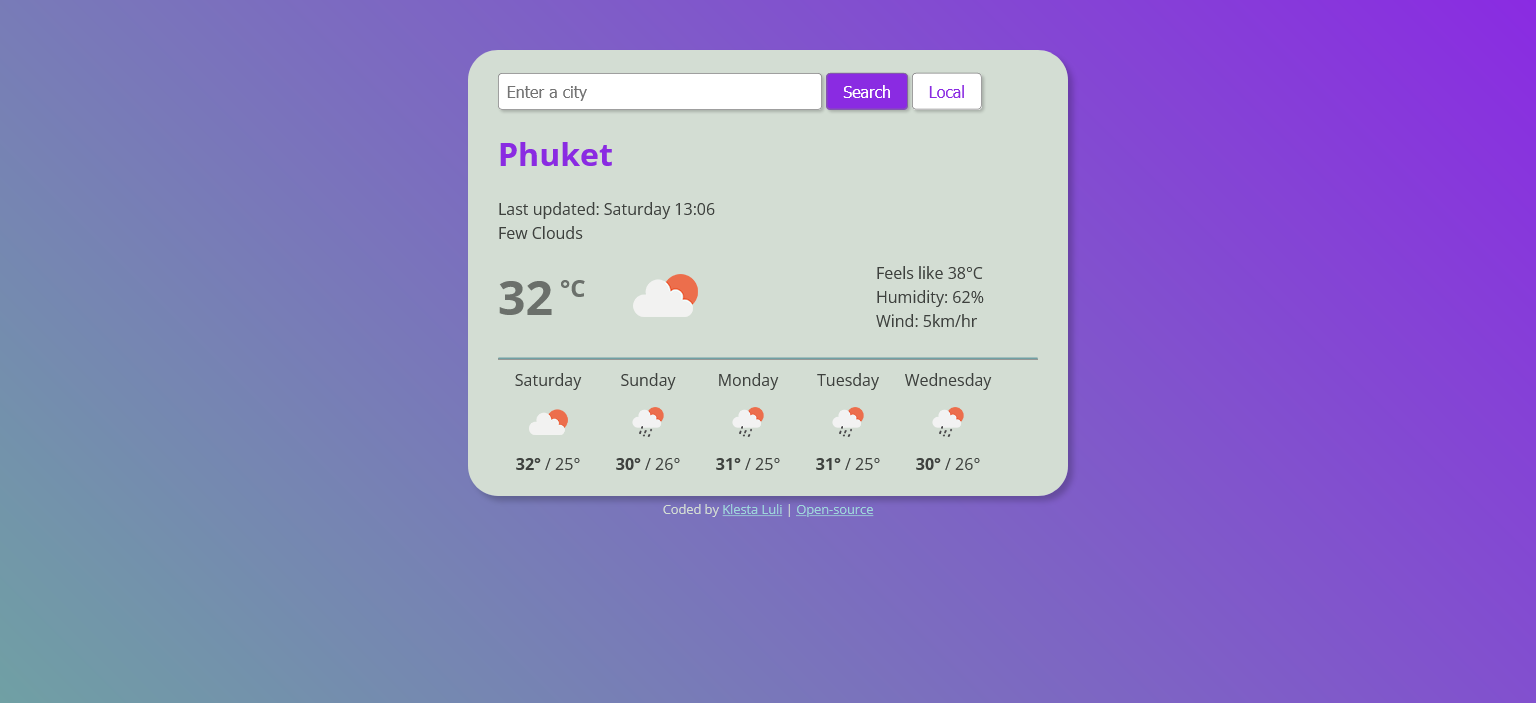 Enter a city Search Local
Phuket
Last updated: Saturday 13:06
Few Clouds
32 °C
Feels like 38°C
Humidity: 62%
Wind: 5km/hr
Saturday Sunday Monday Tuesday Wednesday
32° / 25° 30° / 26° 31° / 25° 31° / 25° 30° / 26°
Coded by Klesta Luli | Open-source